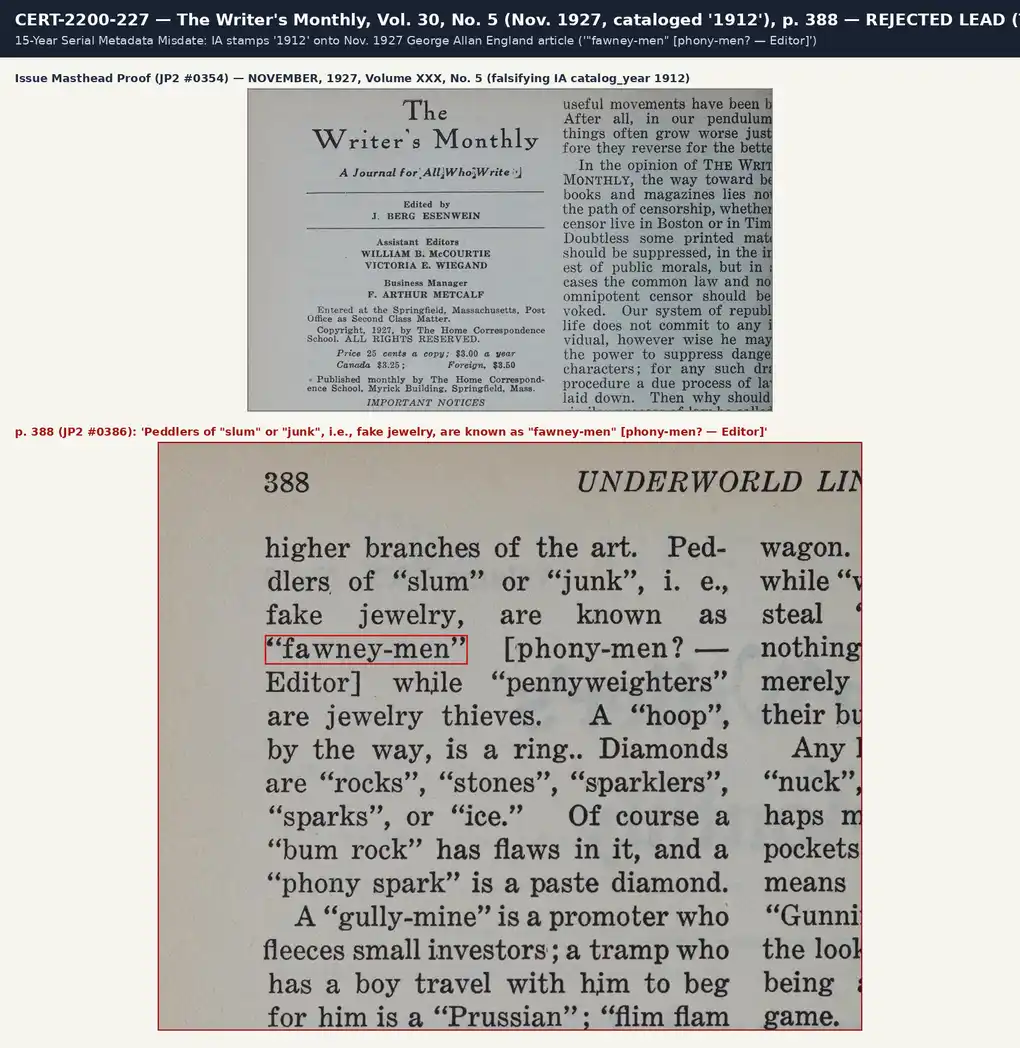 CERT-2200-227 — The Writer's Monthly, Vol. 30, No. 5 (Nov. 1927, cataloged '1912'), p. 388 — REJECTED LEAD (
15-Year Serial Metadata Misdate: IA stamps '1912' onto Nov. 1927 George Allan England article ('"fawney-men" [phony-men? — Editor]')
Issue Masthead Proof (JP2 #0354) — NOVEMBER, 1927, Volume XXX, No. 5 (falsifying IA catalog_year 1912)
The
Writer's Monthly
A Journal for All Who Write
Edited by
J. BERG ESENWEIN
Assistant Editors
WILLIAM B. McCOURTIE
VICTORIA E. WIEGAND
Business Manager
F. ARTHUR METCALF
Entered at the Springfield, Massachusetts, Post
Office as Second Class Matter.
Copyright, 1927, by The Home Correspondence
School. ALL RIGHTS RESERVED.
Price 25 cents a copy; $3.00 a year
Canada $3.25; Foreign, $3.50
Published monthly by The Home Correspond-
ence School, Myrick Building, Springfield, Mass.
IMPORTANT NOTICES
useful movements have been b
After all, in our pendulum
things often grow worse just
fore they reverse for the bette
In the opinion of THE WRIT
MONTHLY, the way toward be
books and magazines lies no
the path of censorship, whether
censor live in Boston or in Tim
Doubtless some printed mat
should be suppressed, in the in
est of public morals, but in
cases the common law and no
omnipotent censor should be
voked. Our system of republ
life does not commit to any i
vidual, however wise he may
the power to suppress dange
characters; for any such dr
procedure a due process of la
laid down. Then why should
p. 388 (JP2 #0386): 'Peddlers of "slum" or "junk", i.e., fake jewelry, are known as "fawney-men" [phony-men? — Editor]'
388
UNDERWORLD LIN
higher branches of the art. Ped-
dlers of “slum” or “junk”, i. e.,
fake jewelry, are known as
“fawney-men” [phony-men? —
Editor] while “pennyweighters”
are jewelry thieves. A “hoop”,
by the way, is a ring.. Diamonds
are “rocks”, “stones”, “sparklers”,
“sparks”, or “ice.” Of course a
“bum rock” has flaws in it, and a
“phony spark” is a paste diamond.
A “gully-mine” is a promoter who
fleeces small investors; a tramp who
has a boy travel with him to beg
for him is a “Prussian”; “flim flam
wagon.
while “v
steal
nothing
merely
their bu
Any
“nuck”,
haps m
pockets
means
“Gunni
the look
being
game.